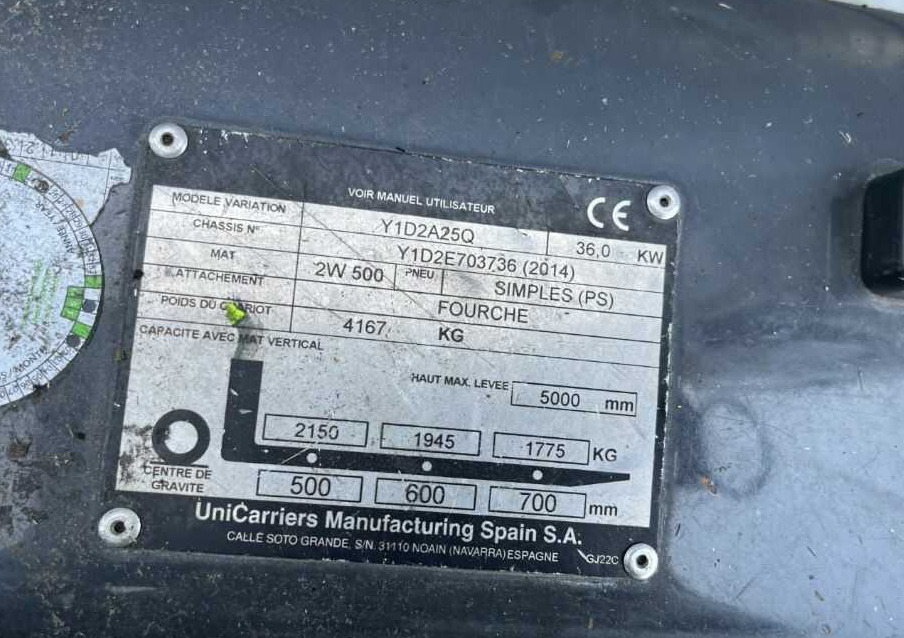 VOIR MANUEL UTILISATEUR
CE
MODELE VARIATION Y1D2A25Q 36,0 KW
CHASSIS N° Y1D2E703736 (2014)
MAT 2W 500 PNEU SIMPLES (PS)
ATTACHEMENT FOURCHE
POIDS DU CHARIOT 4167 KG
CAPACITE AVEC MAT VERTICAL
HAUT MAX. LEVEE 5000 mm
2150 1945 1775 KG
CENTRE DE GRAVITE
500 600 700 mm
UniCarriers Manufacturing Spain S.A.
CALLE SOTO GRANDE, S/N. 31110 NOAIN (NAVARRA) ESPAGNE GJ22C